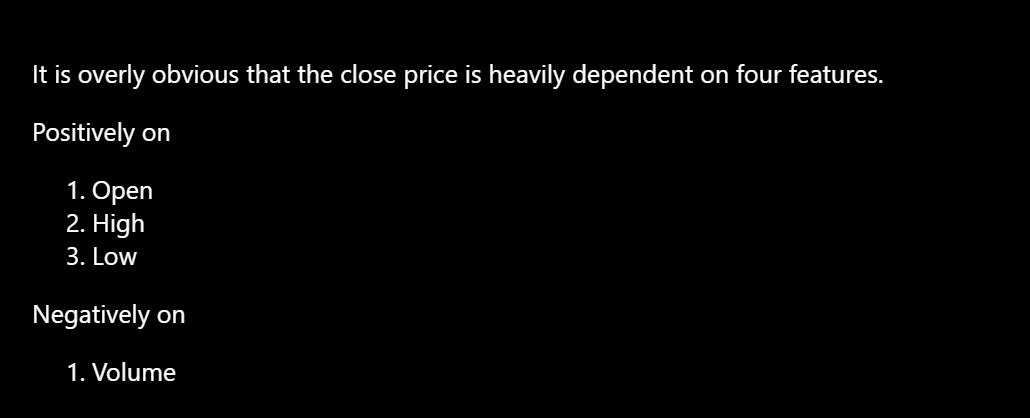 It is overly obvious that the close price is heavily dependent on four features.
Positively on
1. Open
2. High
3. Low
Negatively on
1. Volume